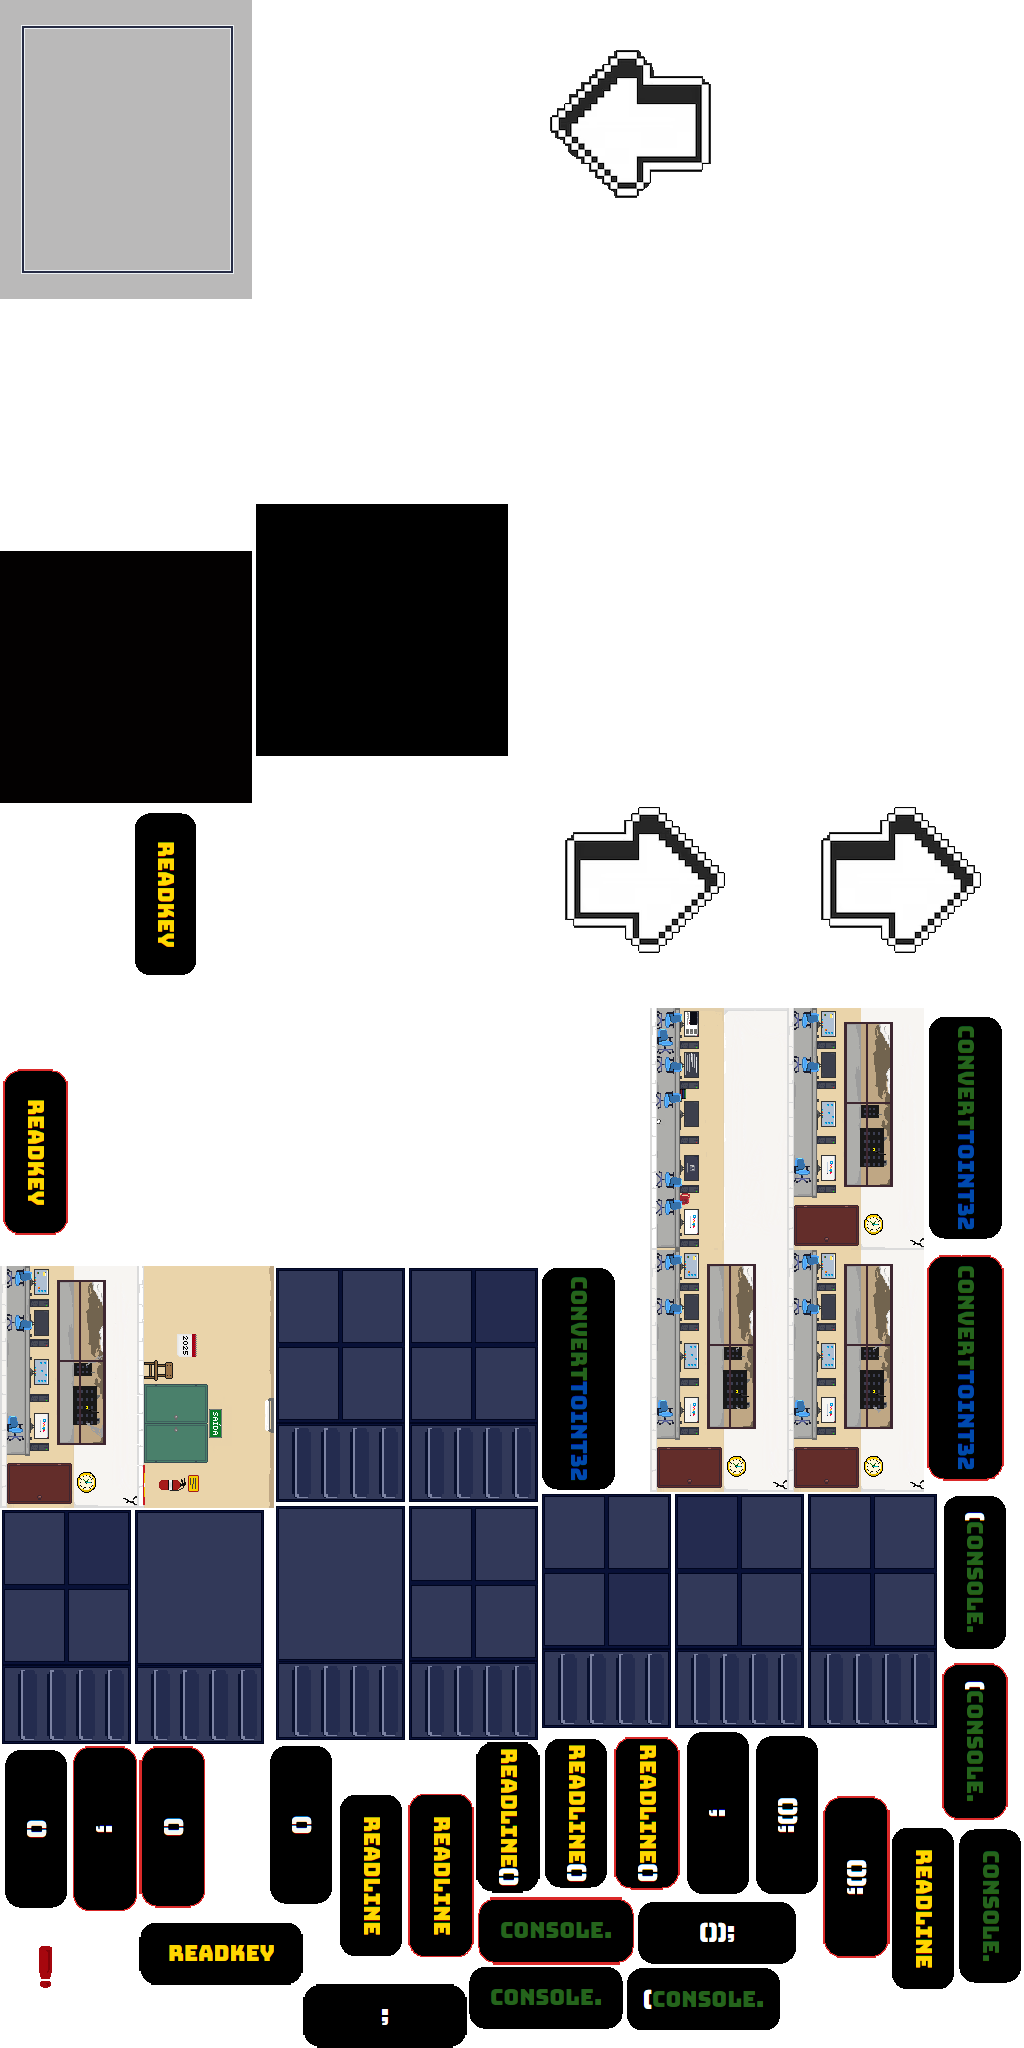 READKEY
READKEY
CONVERTTOINT32
CONVERTTOINT32
CONVERTTOINT32
2025
SAÍDA
(CONSOLE.
(CONSOLE.
()
;
()
()
READLINE
READLINE
READLINE()
READLINE()
READLINE()
;
());
());
READLINE
CONSOLE.
CONSOLE.
());
READKEY
CONSOLE.
(CONSOLE.
;
!